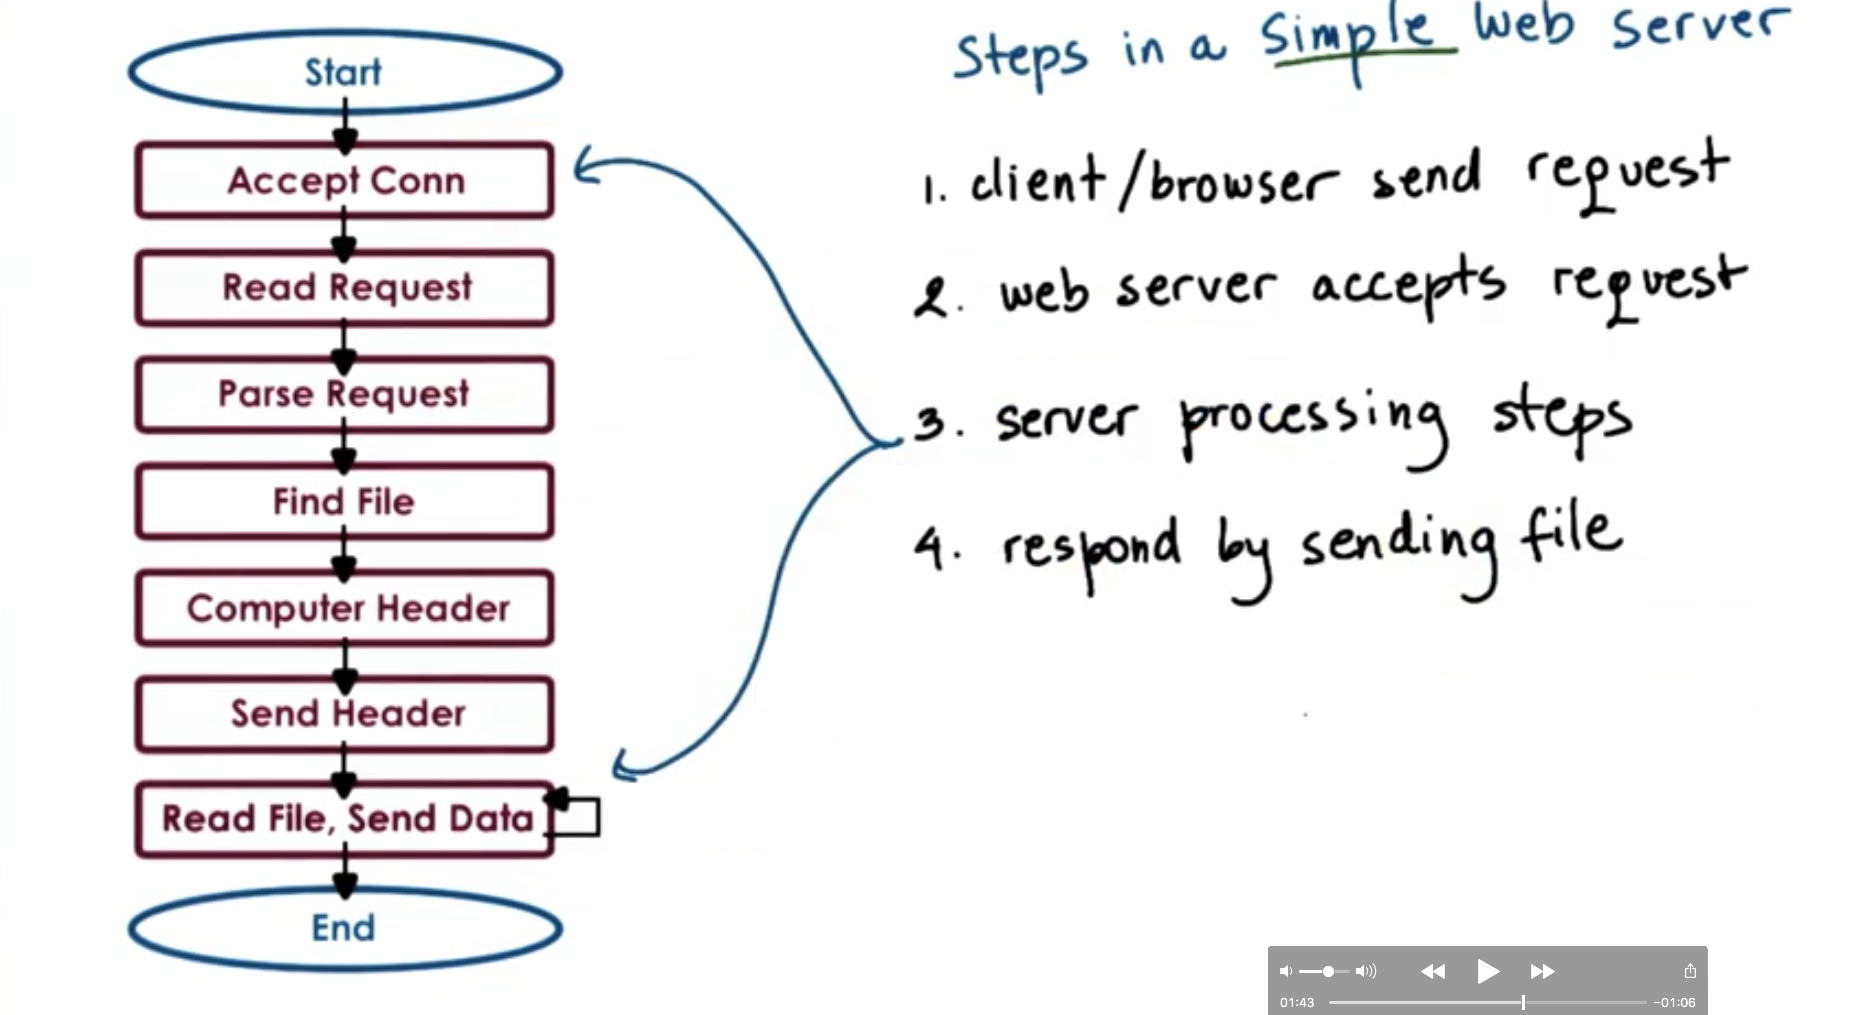 Start
Accept Conn
Read Request
Parse Request
Find File
Computer Header
Send Header
Read File, Send Data
End
Steps in a simple web server
1. client/browser send request
2. web server accepts request
3. server processing steps
4. respond by sending file
01:43
−01:06